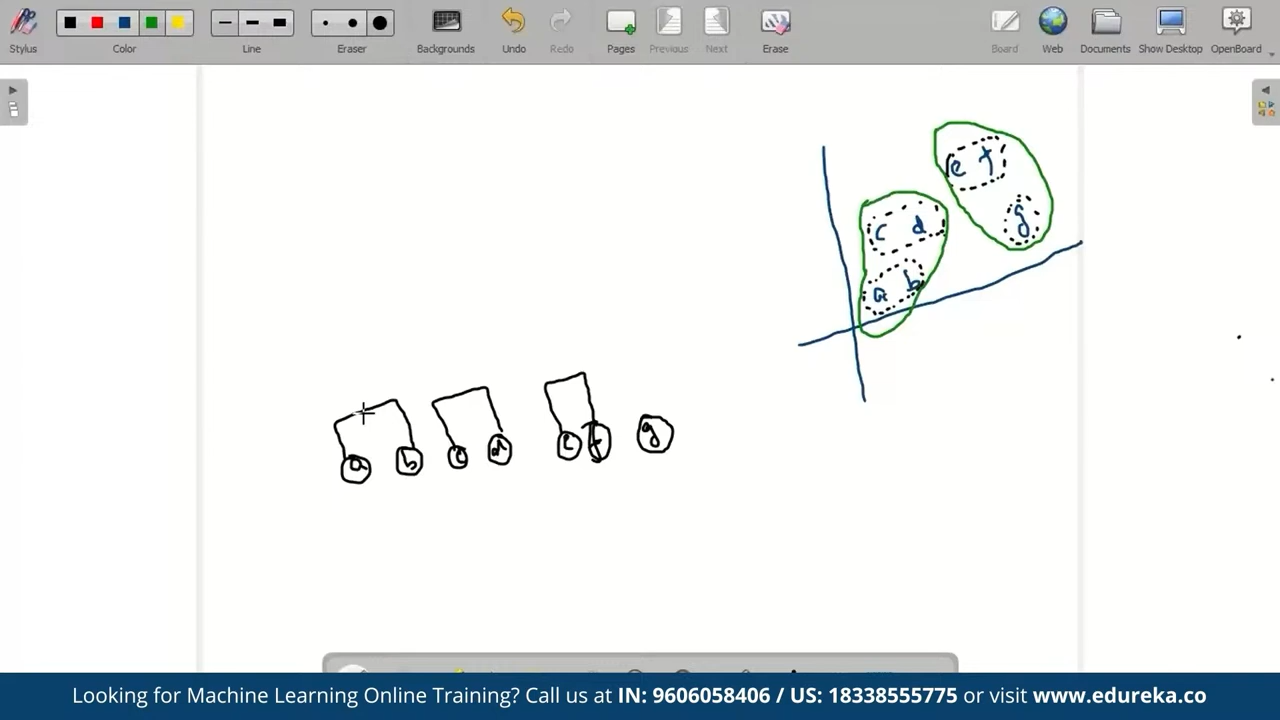 Stylus
Color
Line
Eraser
Backgrounds
Undo
Redo
Pages
Previous
Next
Erase
Board
Web
Documents
Show Desktop
OpenBoard
e f
g
c d
a b
a b c d e f g
Looking for Machine Learning Online Training? Call us at IN: 9606058406 / US: 18338555775 or visit www.edureka.co